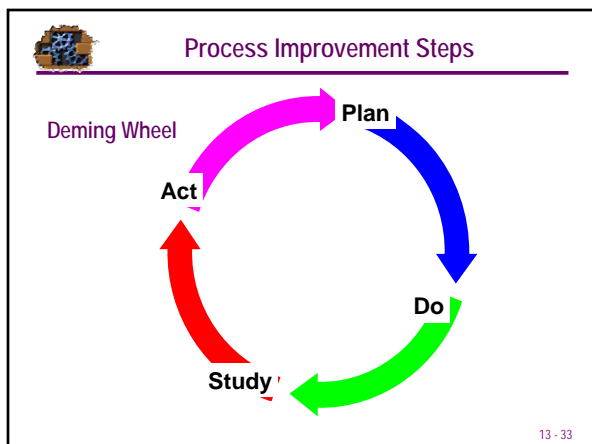 Process Improvement Steps
Deming Wheel
Plan
Act
Do
Study
13 - 33